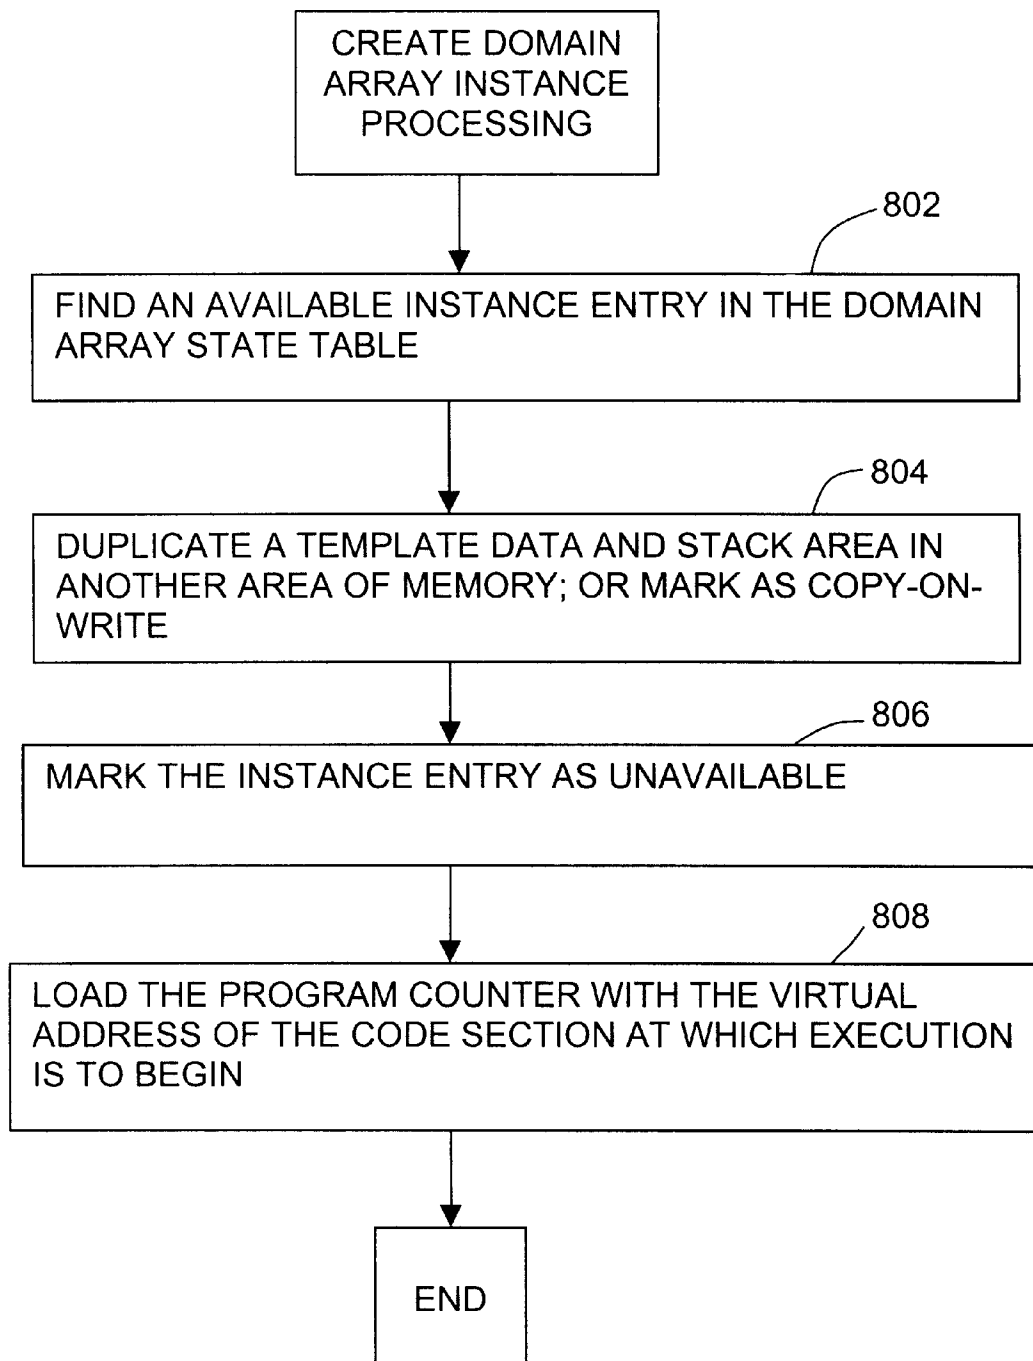 CREATE DOMAIN
ARRAY INSTANCE
PROCESSING
802
FIND AN AVAILABLE INSTANCE ENTRY IN THE DOMAIN
ARRAY STATE TABLE
804
DUPLICATE A TEMPLATE DATA AND STACK AREA IN
ANOTHER AREA OF MEMORY; OR MARK AS COPY-ON-
WRITE
806
MARK THE INSTANCE ENTRY AS UNAVAILABLE
808
LOAD THE PROGRAM COUNTER WITH THE VIRTUAL
ADDRESS OF THE CODE SECTION AT WHICH EXECUTION
IS TO BEGIN
END